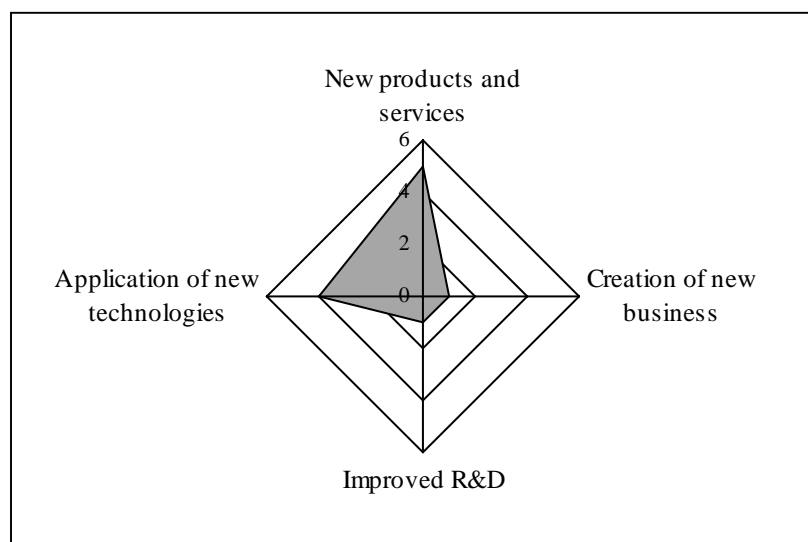 New products and
services
6
4
2
0
Application of new
technologies
Creation of new
business
Improved R&D